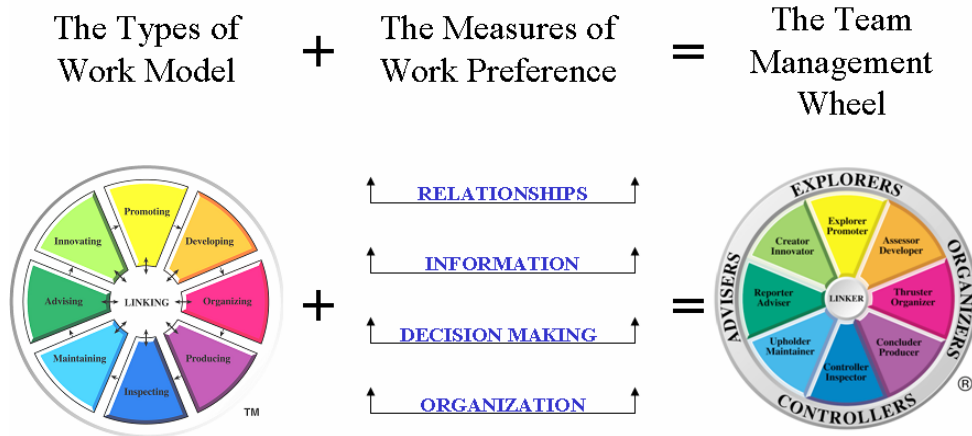 The Types of
Work Model
+
The Measures of
Work Preference
=
The Team
Management
Wheel
Promoting
Developing
Organizing
Producing
Inspecting
Maintaining
Advising
Innovating
LINKING
TM
+
RELATIONSHIPS
INFORMATION
DECISION MAKING
ORGANIZATION
=
EXPLORERS
ORGANIZERS
CONTROLLERS
ADVISERS
Explorer
Promoter
Assessor
Developer
Thruster
Organizer
Concluder
Producer
Controller
Inspector
Upholder
Maintainer
Reporter
Adviser
Creator
Innovator
LINKER
®